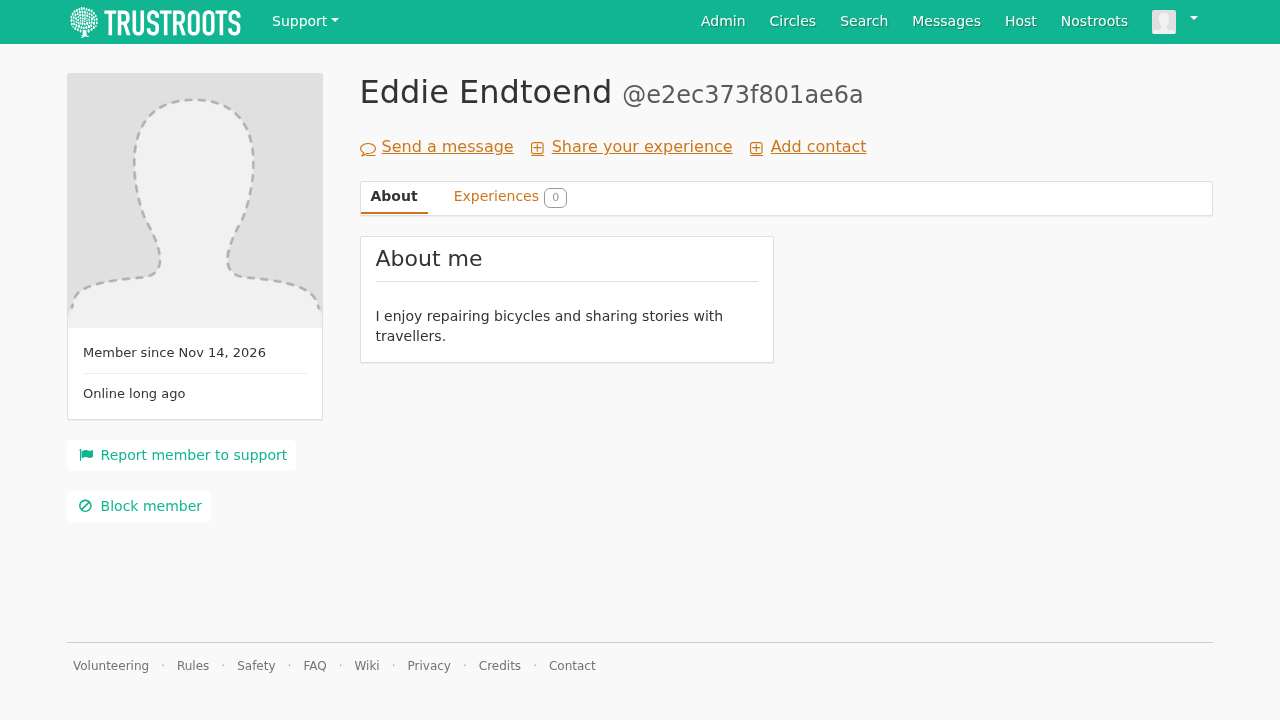 TRUSTROOTS Support Admin Circles Search Messages Host Nostroots
Eddie Endtoend @e2ec373f801ae6a
Send a message Share your experience Add contact
About Experiences 0
About me
I enjoy repairing bicycles and sharing stories with
travellers.
Member since Nov 14, 2026
Online long ago
Report member to support
Block member
Volunteering · Rules · Safety · FAQ · Wiki · Privacy · Credits · Contact